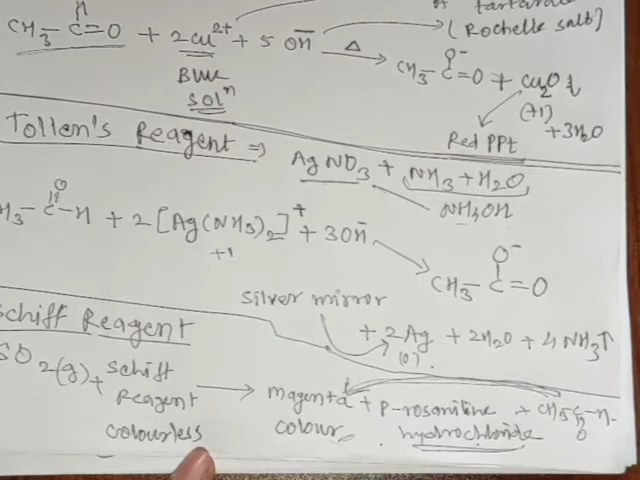 H
CH3-C=O + 2Cu2+ + 5 OH̄ Δ
[Rochelle salt]
Blue
soln
O-
CH3-C=O + Cu2O↓
(+1)
+3H2O
Red PPt
Tollen's Reagent ⇒ AgNO3 + NH3+H2O
NH4OH
O
H3-C-H + 2[Ag(NH3)2]+ + 3OH̄
+1
O-
CH3-C=O
silver mirror
+ 2Ag + 2H2O + 4NH3↑
(0)
Schiff Reagent
SO2(g) + Schiff
Reagent
colourless
magenta
colour
+ p-rosaniline
hydrochloride
+ CH3-C-H
O